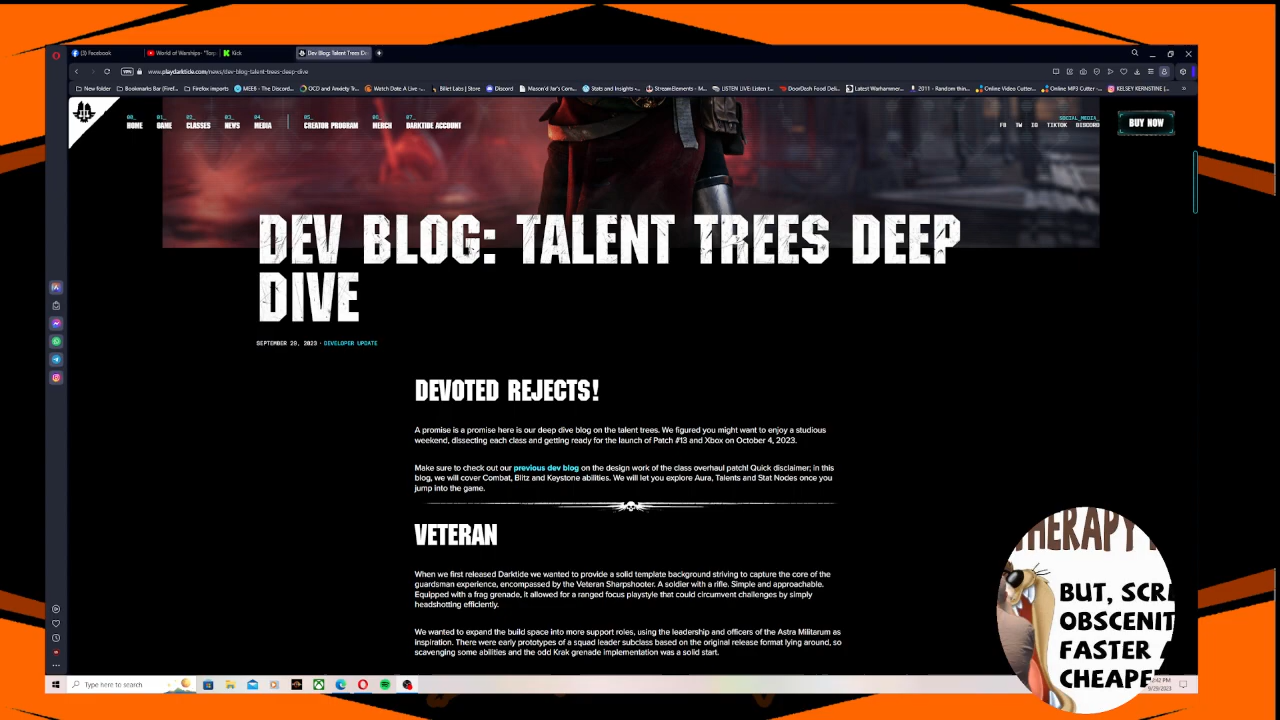 (3) Facebook
World of Warships- "Torp
Kick
Dev Blog: Talent Trees D
VPN
www.playdarktide.com/news/dev-blog-talent-trees-deep-dive
New folder
Bookmarks Bar (Firef...
Firefox imports
MEE6 - The Discord...
OCD and Anxiety Tr...
Watch Date A Live -...
Billet Labs | Store
Discord
Mason'd Jar's Com...
Stats and Insights -...
StreamElements - M...
LISTEN LIVE: Listen t...
DoorDash Food Deli...
Latest Warhammer...
2011 - Random thin...
Online Video Cutter...
Online MP3 Cutter -...
KELSEY KERNSTINE (...
HOME
GAME
CLASSES
NEWS
MEDIA
CREATOR PROGRAM
MERCH
DARKTIDE ACCOUNT
SOCIAL_MEDIA_
FB TW IG TIKTOK DISCORD
BUY NOW
DEV BLOG: TALENT TREES DEEP
DIVE
SEPTEMBER 29, 2023 · DEVELOPER UPDATE
DEVOTED REJECTS!
A promise is a promise here is our deep dive blog on the talent trees. We figured you might want to enjoy a studious
weekend, dissecting each class and getting ready for the launch of Patch #13 and Xbox on October 4, 2023.
Make sure to check out our previous dev blog on the design work of the class overhaul patch! Quick disclaimer; in this
blog, we will cover Combat, Blitz and Keystone abilities. We will let you explore Aura, Talents and Stat Nodes once you
jump into the game.
VETERAN
When we first released Darktide we wanted to provide a solid template background striving to capture the core of the
guardsman experience, encompassed by the Veteran Sharpshooter. A soldier with a rifle. Simple and approachable.
Equipped with a frag grenade, it allowed for a ranged focus playstyle that could circumvent challenges by simply
headshotting efficiently.
We wanted to expand the build space into more support roles, using the leadership and officers of the Astra Militarum as
inspiration. There were early prototypes of a squad leader subclass based on the original release format lying around, so
scavenging some abilities and the odd Krak grenade implementation was a solid start.
THERAPY
BUT, SCR
OBSCENIT
FASTER A
CHEAPE
Type here to search
:42 PM
9/29/2023